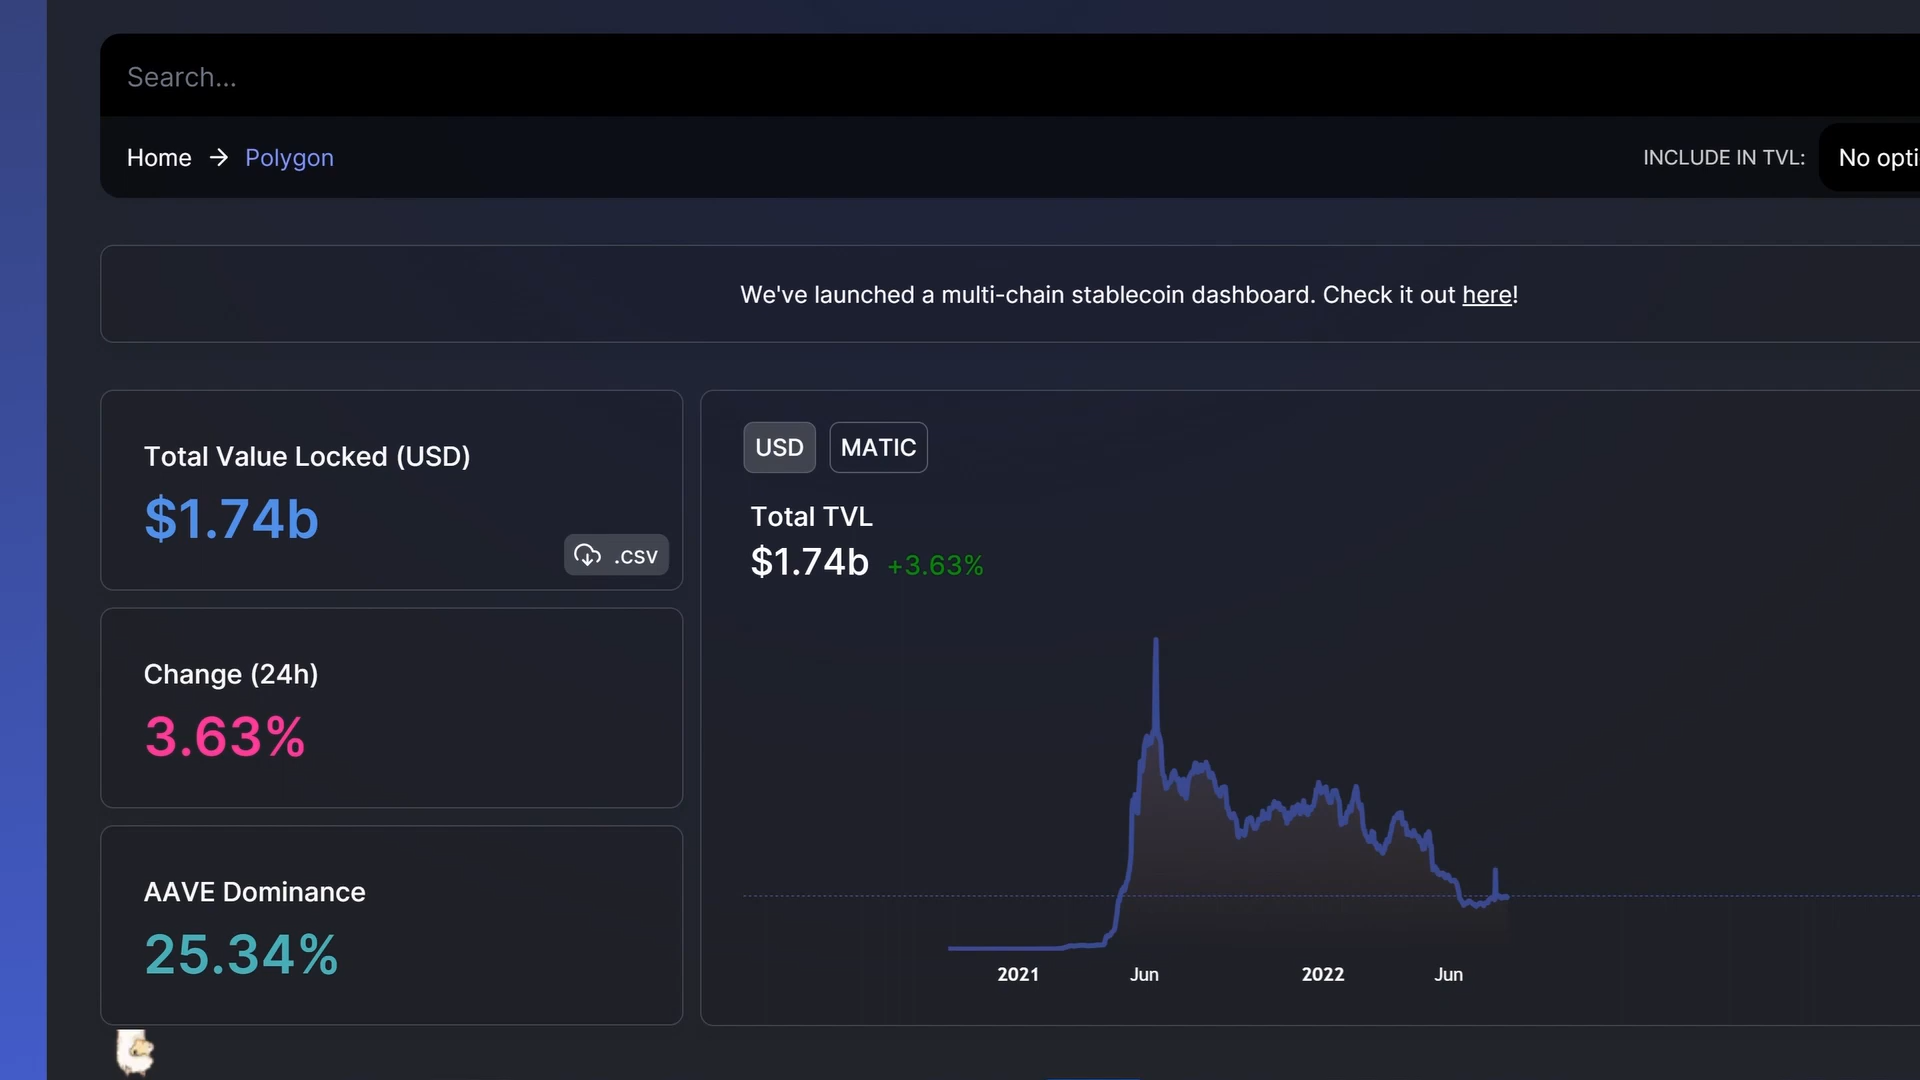 Search...
Home → Polygon
INCLUDE IN TVL:
No opti
We've launched a multi-chain stablecoin dashboard. Check it out here!
Total Value Locked (USD)
$1.74b
.csv
Change (24h)
3.63%
AAVE Dominance
25.34%
USD
MATIC
Total TVL
$1.74b +3.63%
2021
Jun
2022
Jun